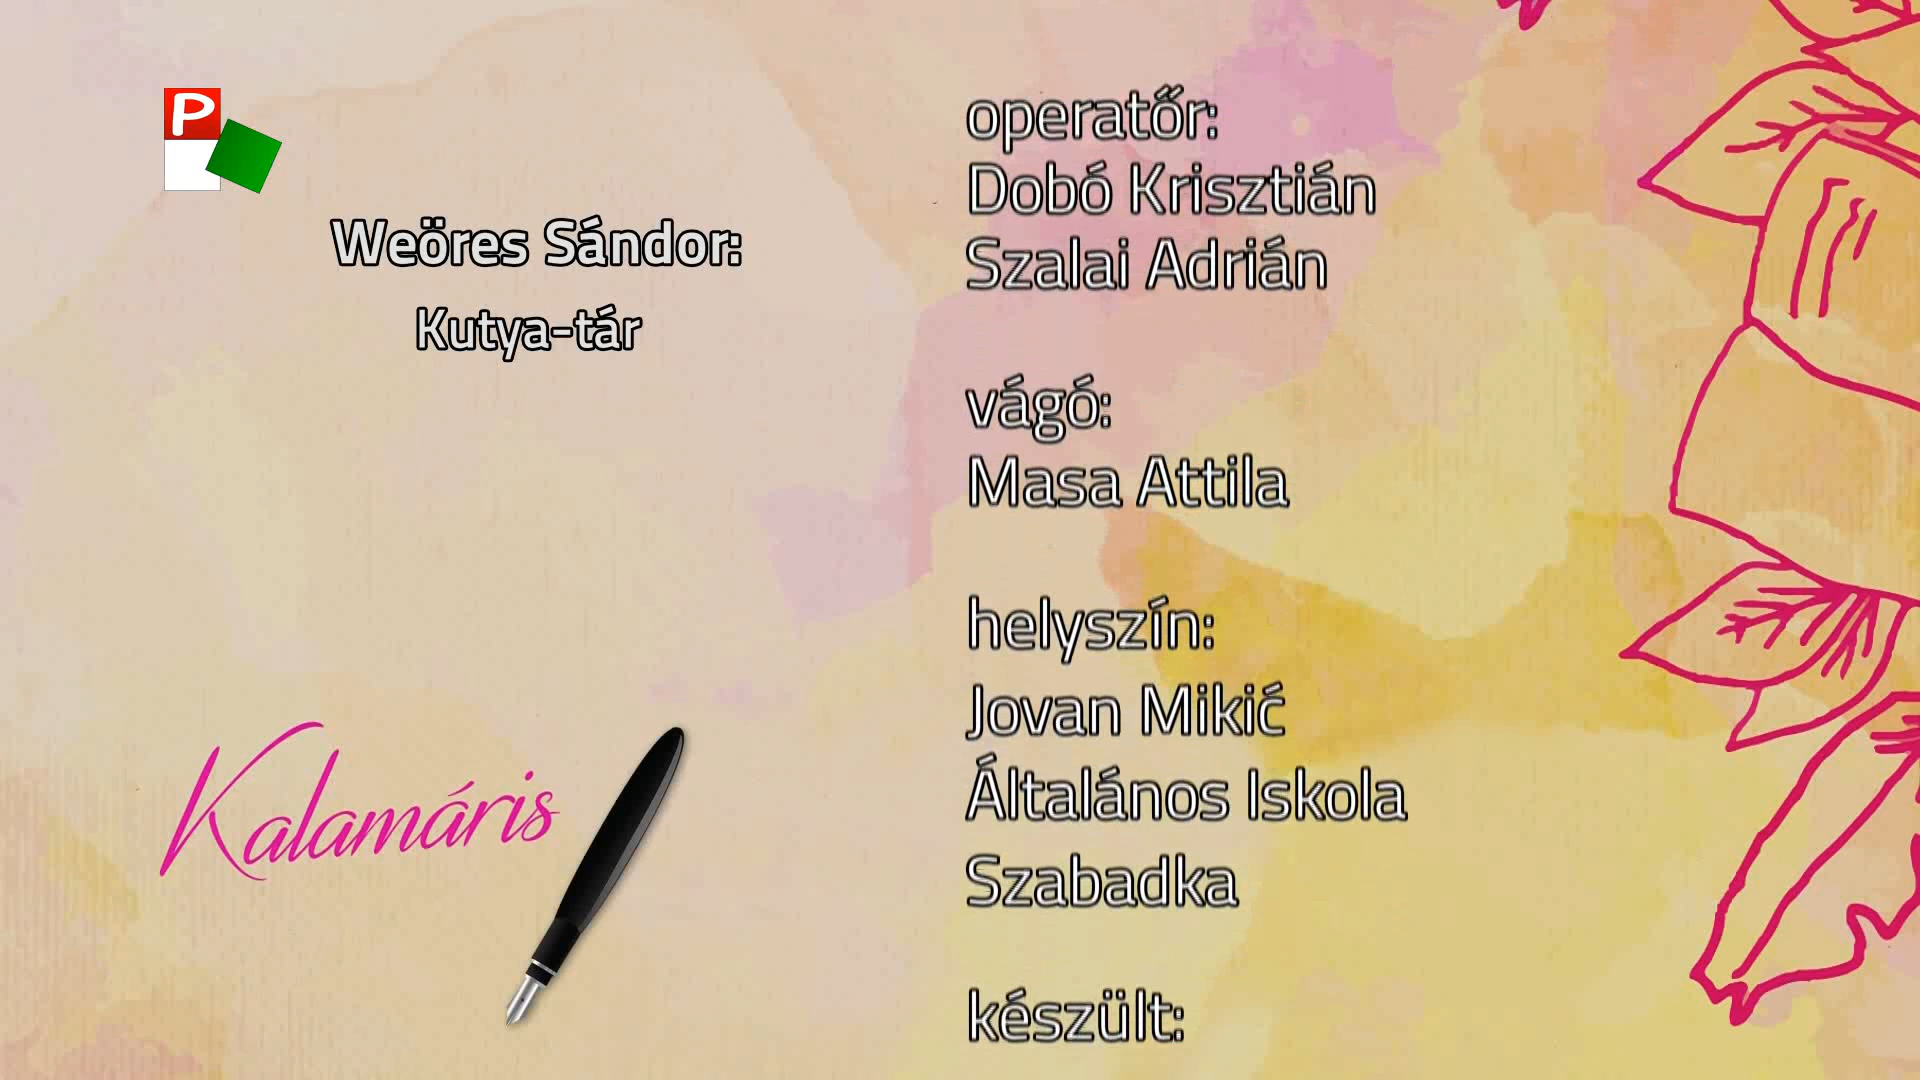 P
Weöres Sándor:
Kutya-tár
Kalamáris
operatőr:
Dobó Krisztián
Szalai Adrián
vágó:
Masa Attila
helyszín:
Jovan Mikić
Általános Iskola
Szabadka
készült: